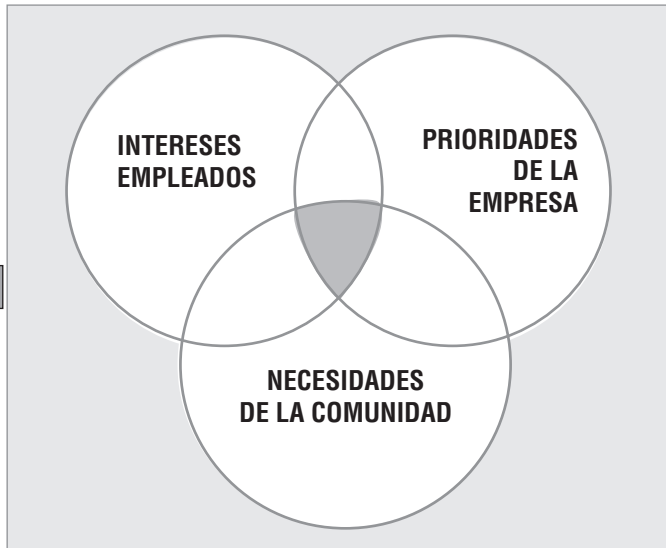 INTERESES
EMPLEADOS
PRIORIDADES
DE LA
EMPRESA
NECESIDADES
DE LA COMUNIDAD